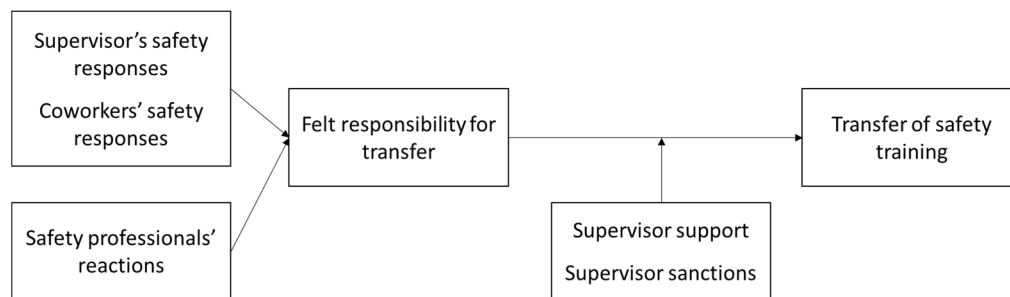 Supervisor’s safety
responses
Coworkers’ safety
responses
Safety professionals’
reactions
Felt responsibility for
transfer
Supervisor support
Supervisor sanctions
Transfer of safety
training